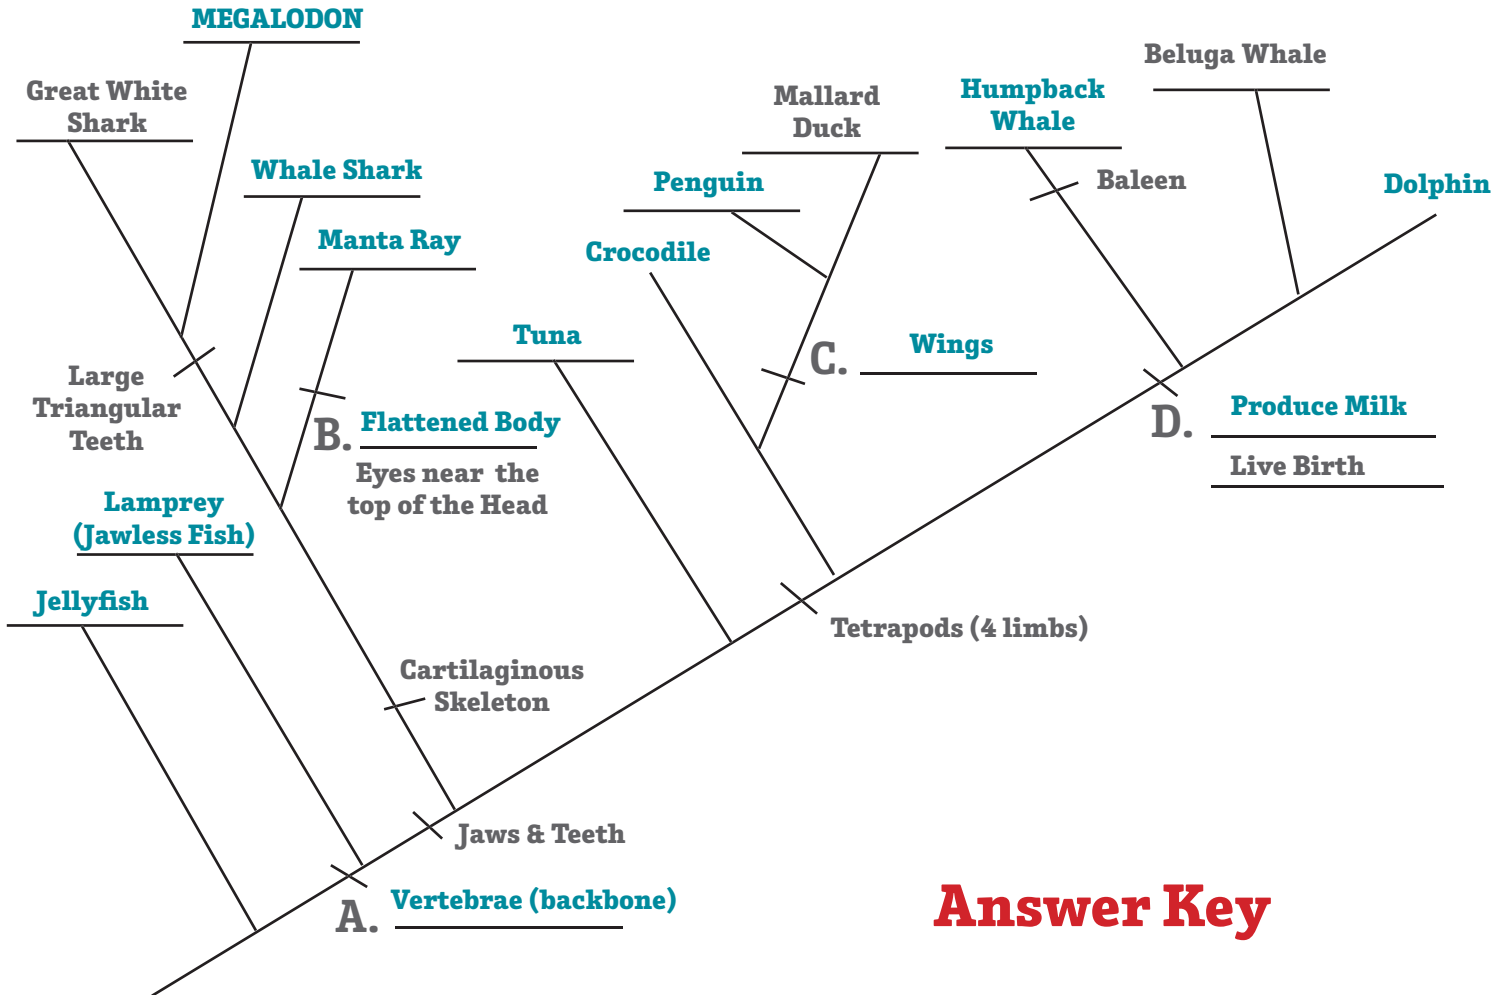 MEGALODON
Great White
Shark
Whale Shark
Manta Ray
Large
Triangular
Teeth
B. Flattened Body
Eyes near the
top of the Head
Lamprey
(Jawless Fish)
Jellyfish
Cartilaginous
Skeleton
Jaws & Teeth
A. Vertebrae (backbone)
Tuna
Crocodile
Penguin
Mallard
Duck
C. Wings
Tetrapods (4 limbs)
Humpback
Whale
Baleen
Beluga Whale
Dolphin
D. Produce Milk
Live Birth
Answer Key